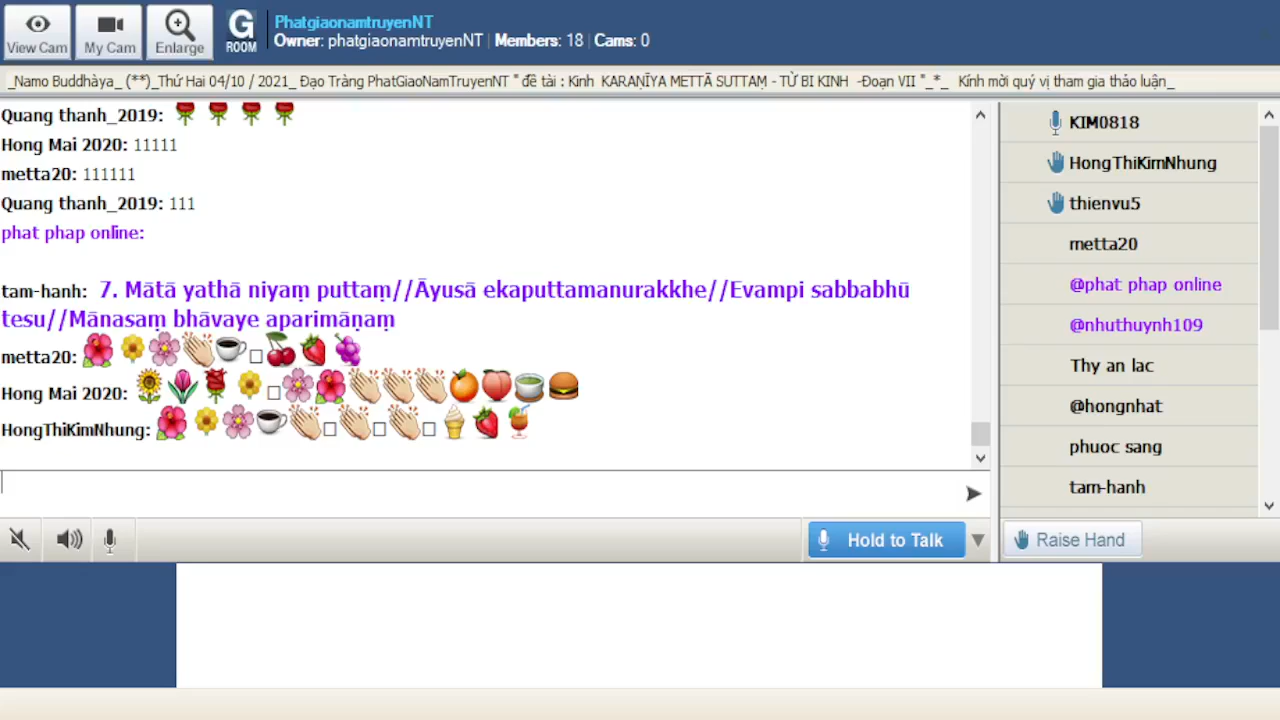 View Cam
My Cam
Enlarge
G
ROOM
PhatgiaonamtruyenNT
Owner: phatgiaonamtruyenNT | Members: 18 | Cams: 0
_Namo Buddhàya_ (**)_Thứ Hai 04/10 / 2021_ Đạo Tràng PhatGiaoNamTruyenNT " đề tài : Kinh KARAṆĪYA METTĀ SUTTAṂ - TỪ BI KINH -Đoạn VII "_*_ Kính mời quý vị tham gia thảo luận_
Quang thanh_2019:
Hong Mai 2020: 11111
metta20: 111111
Quang thanh_2019: 111
phat phap online:
tam-hanh: 7. Mātā yathā niyaṃ puttaṃ//Āyusā ekaputtamanurakkhe//Evampi sabbabhū
tesu//Mānasaṃ bhāvaye aparimāṇaṃ
metta20:
Hong Mai 2020:
HongThiKimNhung:
Hold to Talk
KIM0818
HongThiKimNhung
thienvu5
metta20
@phat phap online
@nhuthuynh109
Thy an lac
@hongnhat
phuoc sang
tam-hanh
Raise Hand